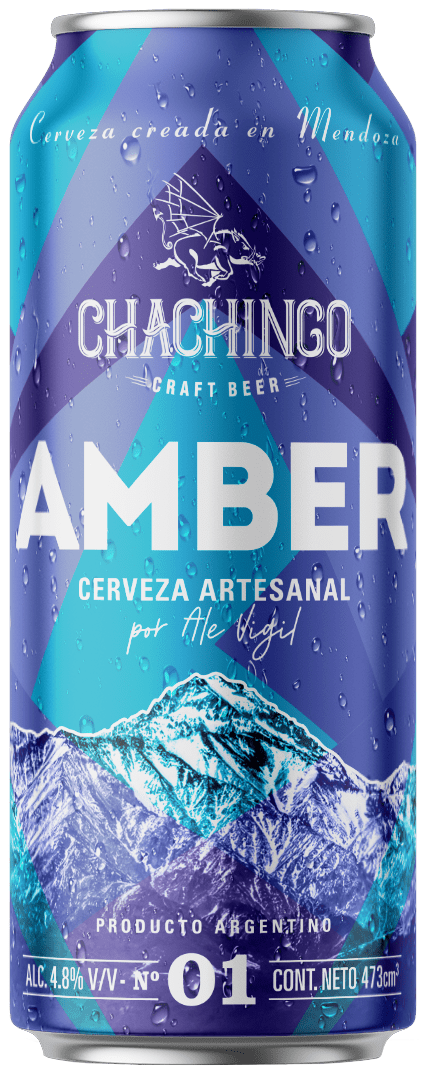 Cerveza creada en Mendoza
CHACHINGO
CRAFT BEER
AMBER
CERVEZA ARTESANAL
por Ale Vigil
PRODUCTO ARGENTINO
ALC. 4.8% V/V - Nº 01 CONT. NETO 473cm³